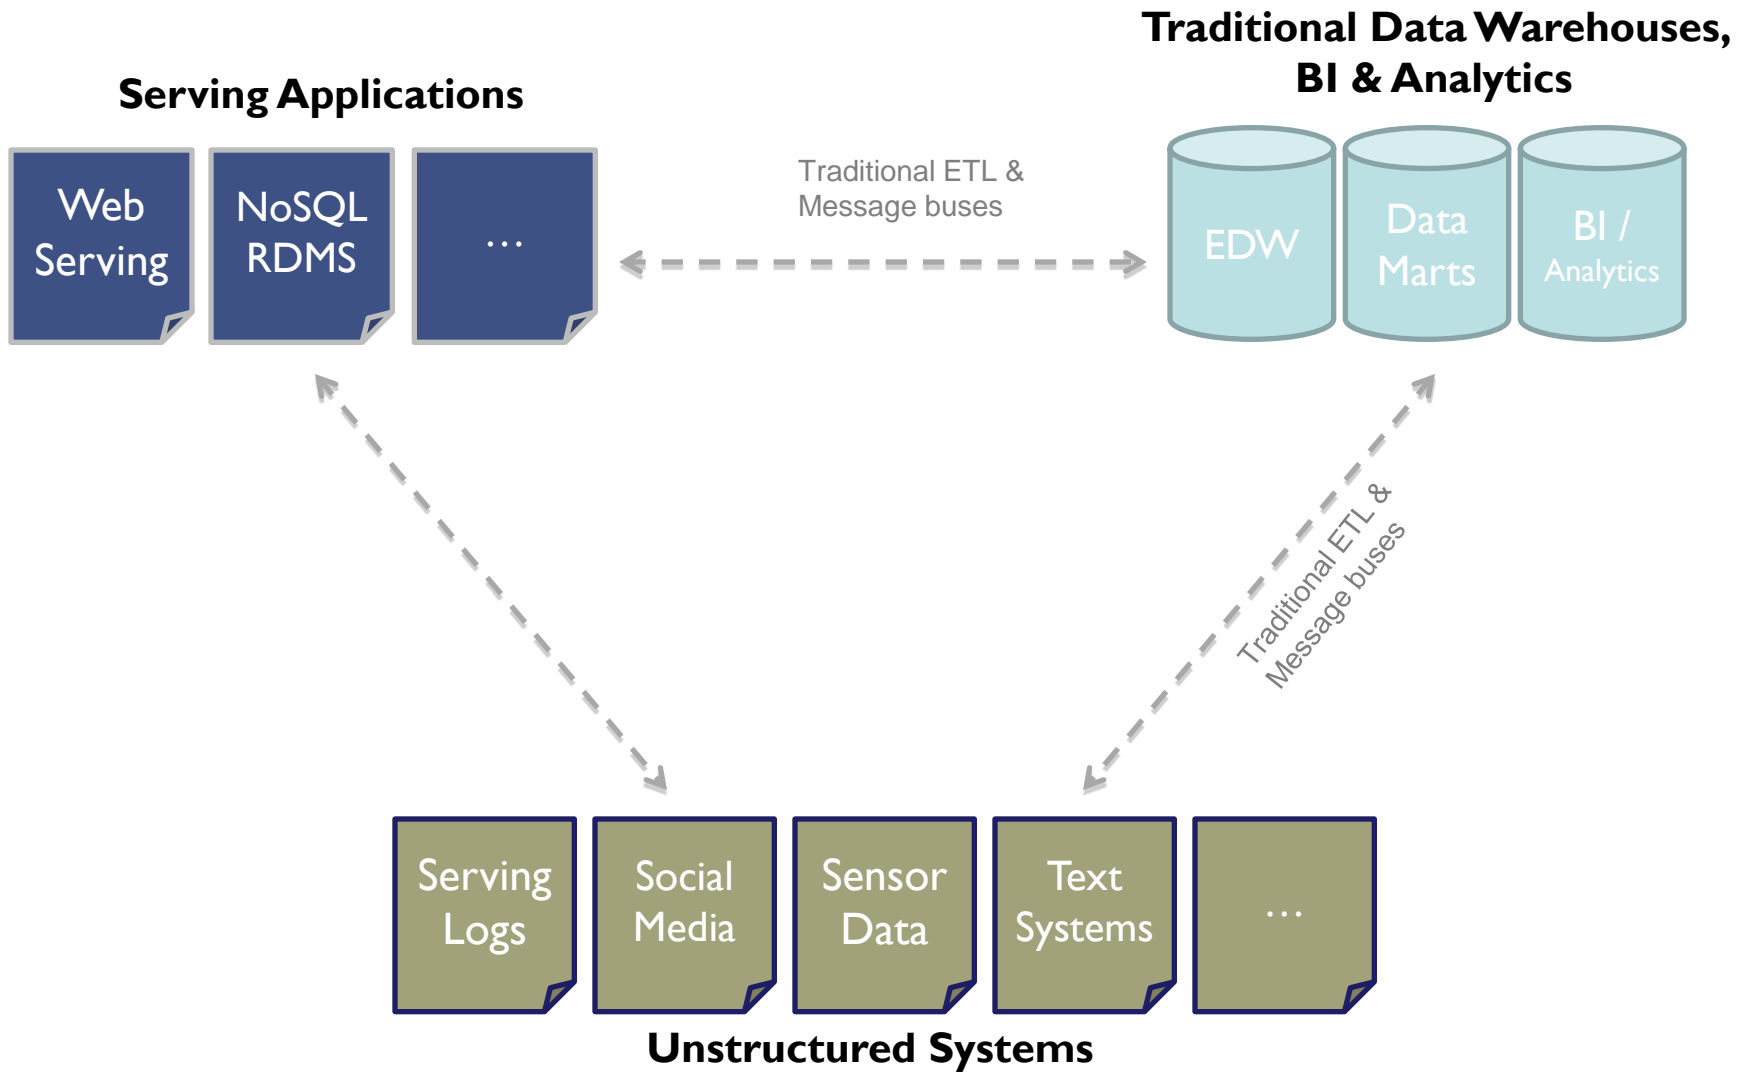 Traditional Data Warehouses,
BI & Analytics
Serving Applications
Web
Serving
NoSQL
RDMS
...
Traditional ETL &
Message buses
EDW
Data
Marts
BI /
Analytics
Traditional ETL &
Message buses
Serving
Logs
Social
Media
Sensor
Data
Text
Systems
...
Unstructured Systems